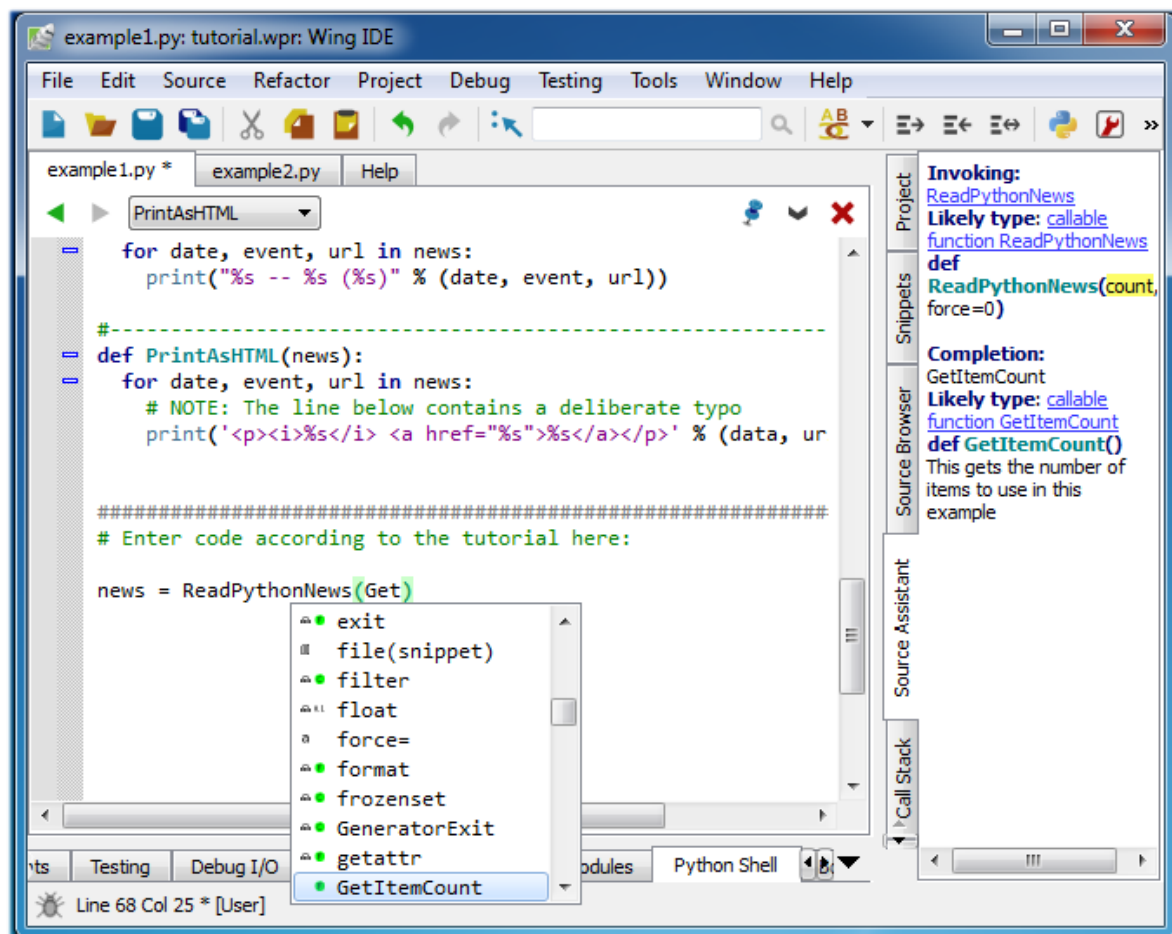 example1.py: tutorial.wpr: Wing IDE
File Edit Source Refactor Project Debug Testing Tools Window Help
example1.py * example2.py Help
PrintAsHTML
for date, event, url in news:
print("%s -- %s (%s)" % (date, event, url))
#-----------------------------------------------------------
def PrintAsHTML(news):
for date, event, url in news:
# NOTE: The line below contains a deliberate typo
print('<p><i>%s</i> <a href="%s">%s</a></p>' % (data, ur
############################################################
# Enter code according to the tutorial here:
news = ReadPythonNews(Get)
exit
file(snippet)
filter
float
force=
format
frozenset
GeneratorExit
getattr
GetItemCount
Project
Snippets
Source Browser
Source Assistant
Call Stack
Invoking:
ReadPythonNews
Likely type: callable
function ReadPythonNews
def
ReadPythonNews(count,
force=0)
Completion:
GetItemCount
Likely type: callable
function GetItemCount
def GetItemCount()
This gets the number of
items to use in this
example
Testing Debug I/O Python Shell
Line 68 Col 25 * [User]